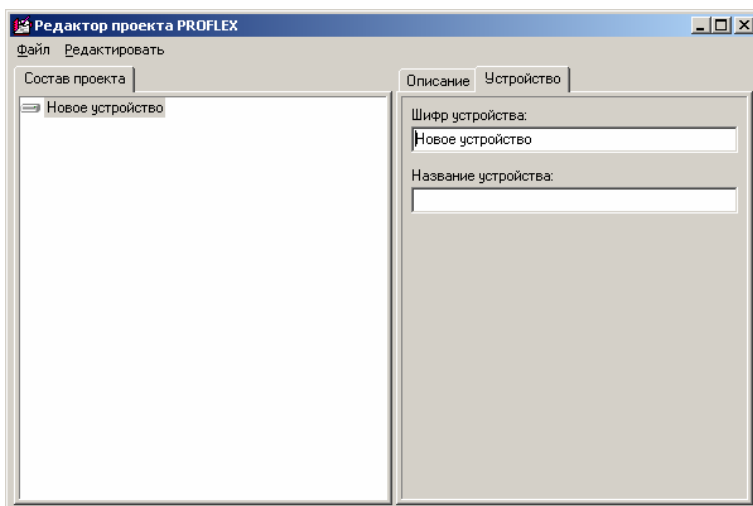 Редактор проекта PROFLEX
Файл Редактировать
Состав проекта
Новое устройство
Описание Устройство
Шифр устройства:
Новое устройство
Название устройства: